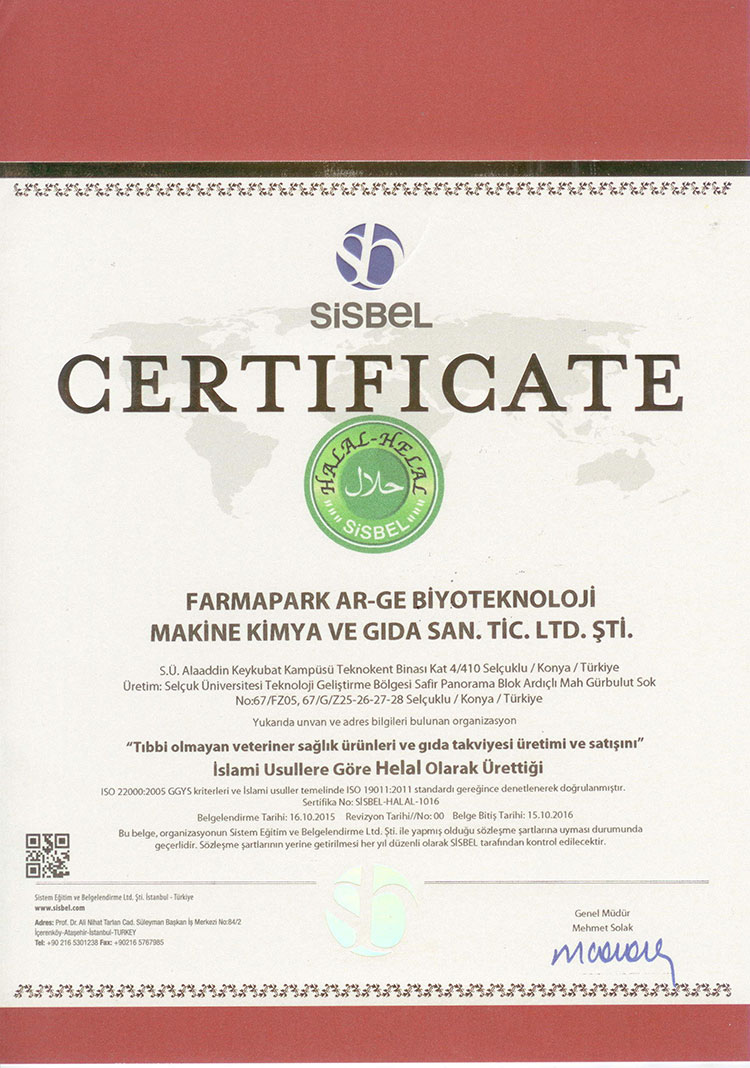 SiSBEL
CERTIFICATE
HALAL-HELAL
حلال
SiSBEL
FARMAPARK AR-GE BİYOTEKNOLOJİ
MAKİNE KİMYA VE GIDA SAN. TİC. LTD. ŞTİ.
S.Ü. Alaaddin Keykubat Kampüsü Teknokent Binası Kat 4/410 Selçuklu / Konya / Türkiye
Üretim: Selçuk Üniversitesi Teknoloji Geliştirme Bölgesi Safir Panorama Blok Ardıçlı Mah Gürbulut Sok
No:67/FZ05, 67/G/Z25-26-27-28 Selçuklu / Konya / Türkiye
Yukarıda unvan ve adres bilgileri bulunan organizasyon
“Tıbbi olmayan veteriner sağlık ürünleri ve gıda takviyesi üretimi ve satışını”
İslami Usullere Göre Helal Olarak Ürettiği
ISO 22000:2005 GGYS kriterleri ve İslami usuller temelinde ISO 19011:2011 standardı gereğince denetlenerek doğrulanmıştır.
Sertifika No: SİSBEL-HALAL-1016
Belgelendirme Tarihi: 16.10.2015 Revizyon Tarihi//No: 00 Belge Bitiş Tarihi: 15.10.2016
Bu belge, organizasyonun Sistem Eğitim ve Belgelendirme Ltd. Şti. ile yapmış olduğu sözleşme şartlarına uyması durumunda
geçerlidir. Sözleşme şartlarının yerine getirilmesi her yıl düzenli olarak SİSBEL tarafından kontrol edilecektir.
Sistem Eğitim ve Belgelendirme Ltd. Şti. İstanbul - Türkiye
www.sisbel.com
Adres: Prof. Dr. Ali Nihat Tarlan Cad. Süleyman Başkan İş Merkezi No:84/2
İçerenköy-Ataşehir-İstanbul-TURKEY
Tel: +90 216 5301238 Fax: +90216 5767985
Genel Müdür
Mehmet Solak